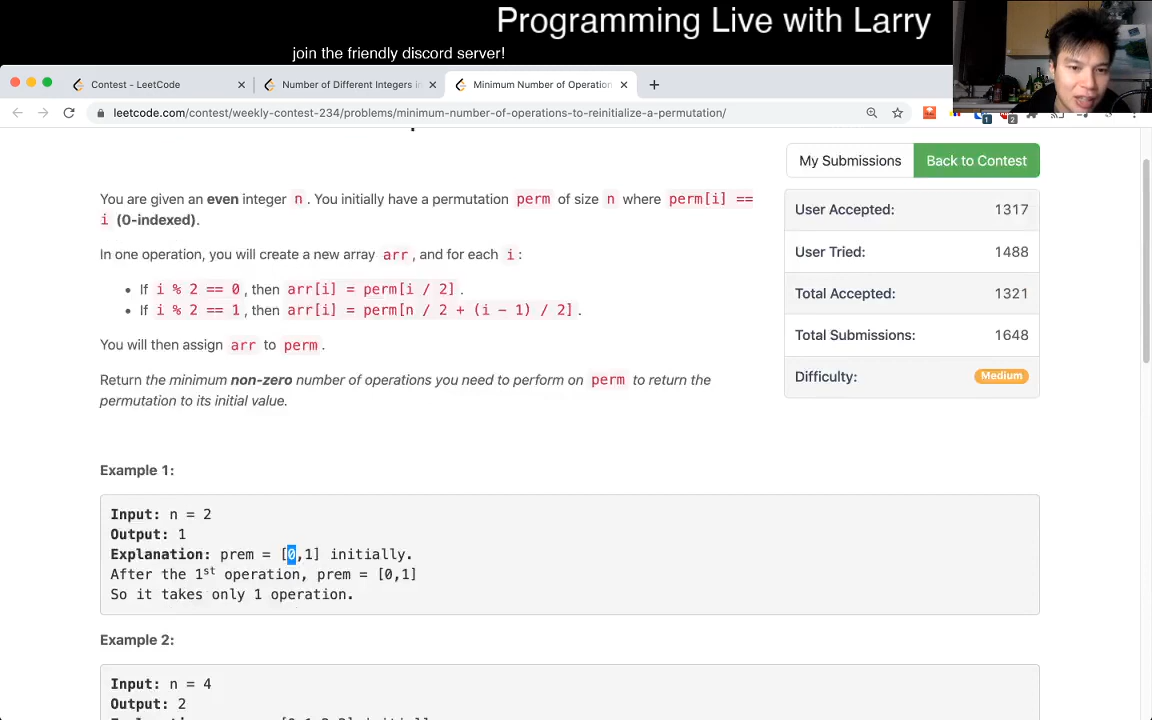 Programming Live with Larry
join the friendly discord server!
Contest - LeetCode
Number of Different Integers i
Minimum Number of Operation
leetcode.com/contest/weekly-contest-234/problems/minimum-number-of-operations-to-reinitialize-a-permutation/
My Submissions
Back to Contest
You are given an even integer n. You initially have a permutation perm of size n where perm[i] ==
i (0-indexed).
In one operation, you will create a new array arr, and for each i:
• If i % 2 == 0, then arr[i] = perm[i / 2].
• If i % 2 == 1, then arr[i] = perm[n / 2 + (i - 1) / 2].
You will then assign arr to perm.
Return the minimum non-zero number of operations you need to perform on perm to return the
permutation to its initial value.
User Accepted: 1317
User Tried: 1488
Total Accepted: 1321
Total Submissions: 1648
Difficulty: Medium
Example 1:
Input: n = 2
Output: 1
Explanation: prem = [0,1] initially.
After the 1st operation, prem = [0,1]
So it takes only 1 operation.
Example 2:
Input: n = 4
Output: 2